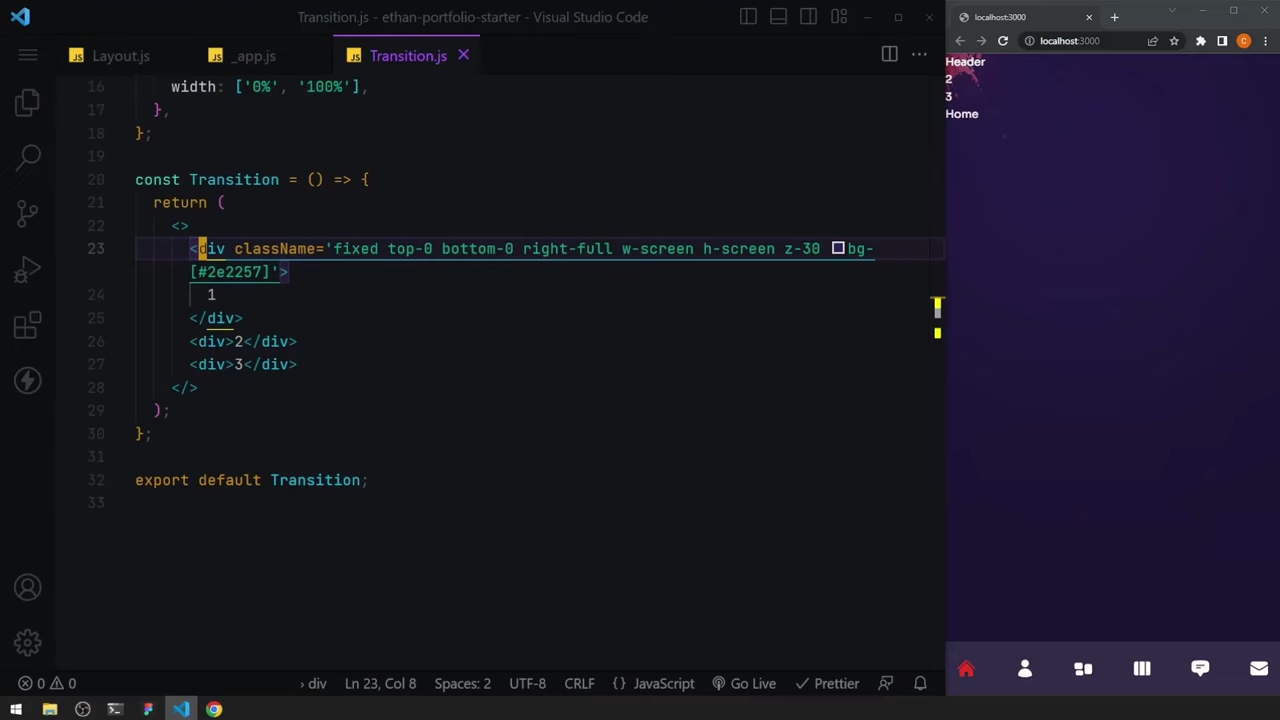 Transition.js - ethan-portfolio-starter - Visual Studio Code
JS Layout.js
JS _app.js
JS Transition.js
16 width: ['0%', '100%'],
17 },
18 };
19
20 const Transition = () => {
21 return (
22 <>
23 <div className='fixed top-0 bottom-0 right-full w-screen h-screen z-30 bg-
[#2e2257]'>
24 1
25 </div>
26 <div>2</div>
27 <div>3</div>
28 </>
29 );
30 };
31
32 export default Transition;
33
0 0
› div
Ln 23, Col 8
Spaces: 2
UTF-8
CRLF
{ } JavaScript
Go Live
Prettier
localhost:3000
localhost:3000
C
Header
2
3
Home